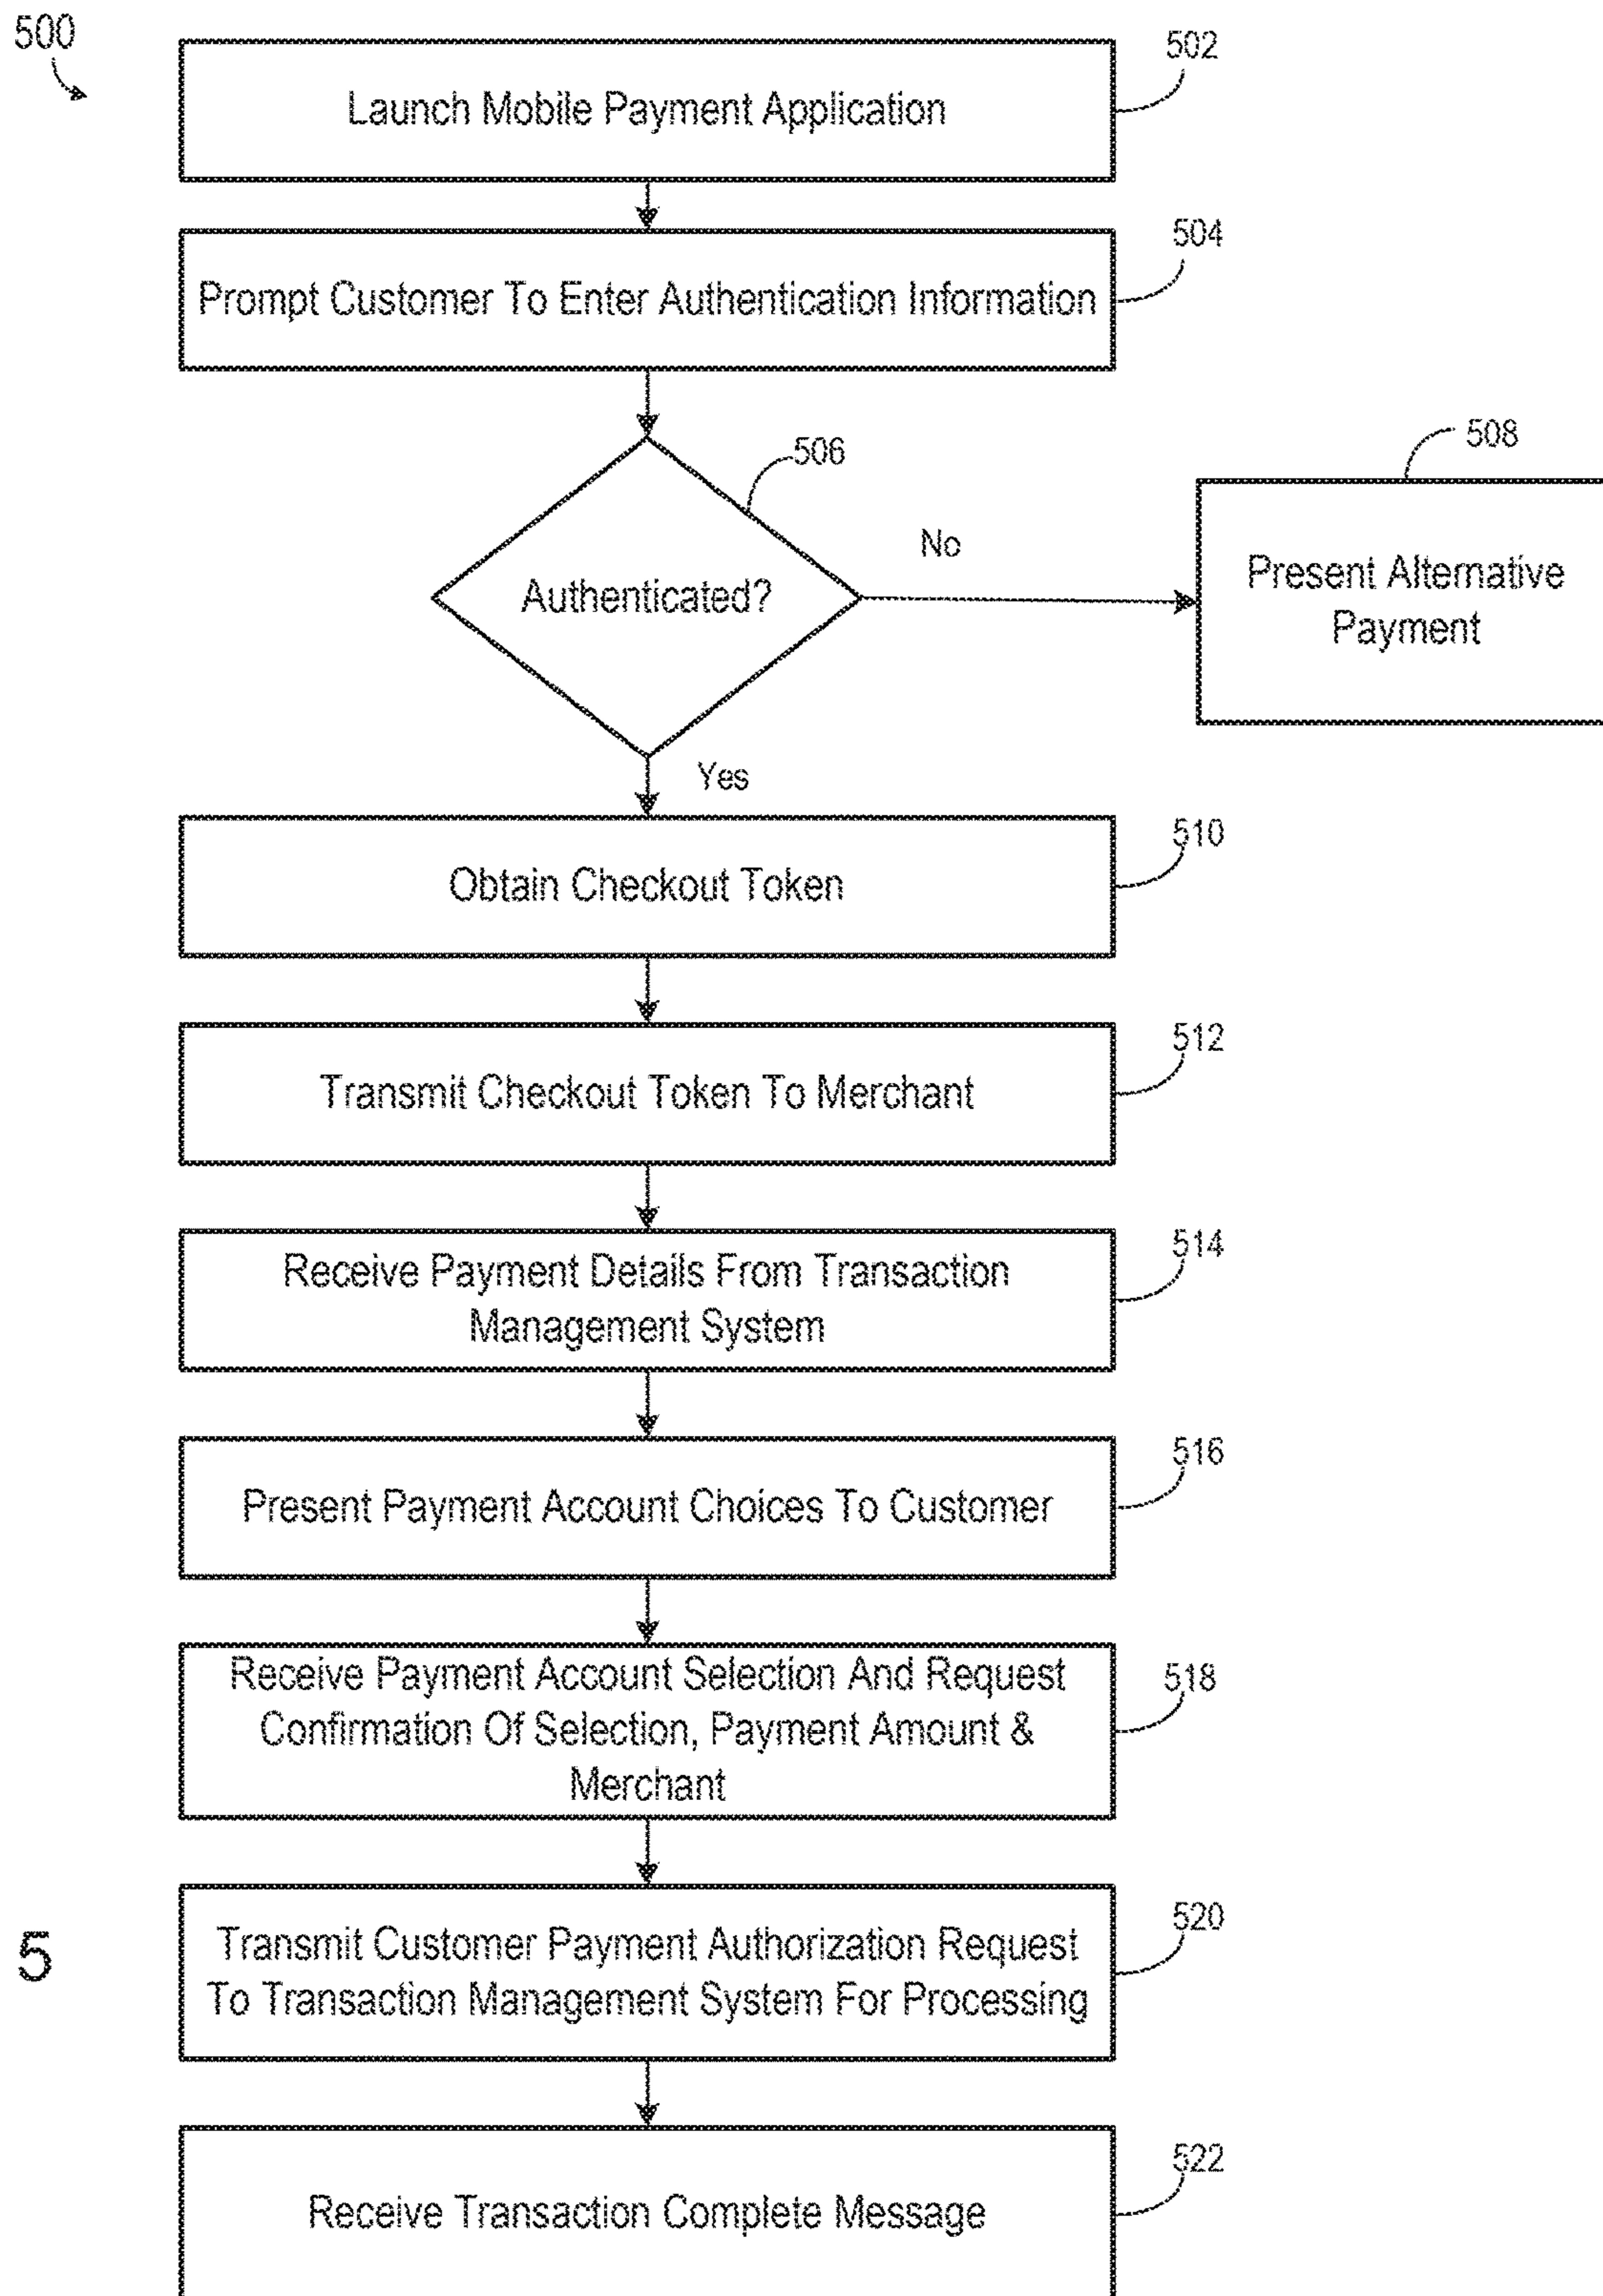 500
502
Launch Mobile Payment Application
504
Prompt Customer To Enter Authentication Information
506
508
No
Authenticated?
Present Alternative
Payment
Yes
510
Obtain Checkout Token
512
Transmit Checkout Token To Merchant
514
Receive Payment Details From Transaction
Management System
516
Present Payment Account Choices To Customer
518
Receive Payment Account Selection And Request
Confirmation Of Selection, Payment Amount &
Merchant
520
5
Transmit Customer Payment Authorization Request
To Transaction Management System For Processing
522
Receive Transaction Complete Message